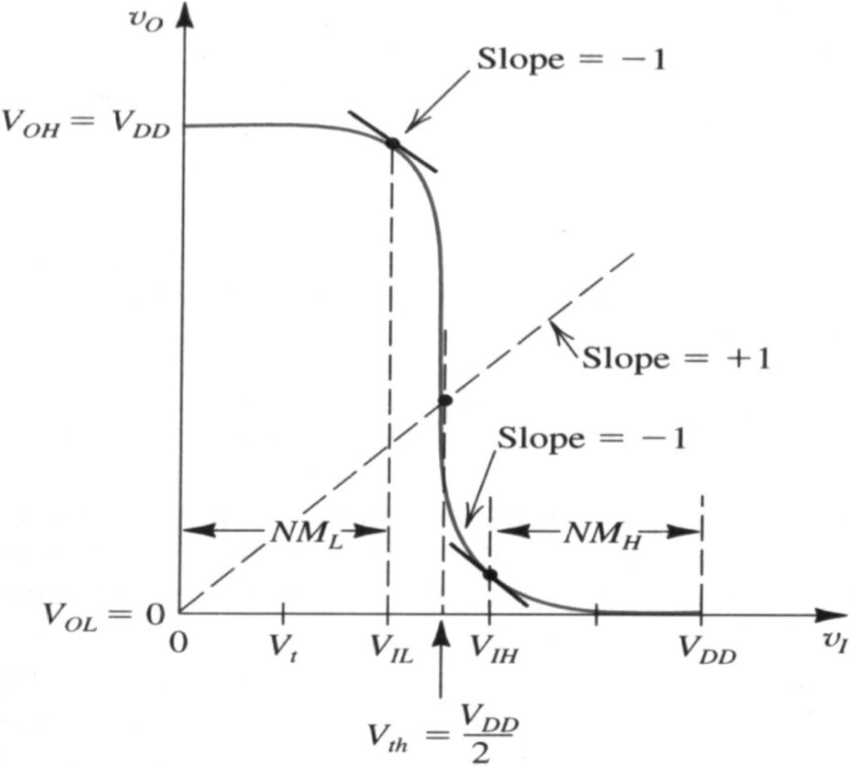 v_O
Slope = −1
V_OH = V_DD
Slope = +1
Slope = −1
NM_L
NM_H
V_OL = 0
0
V_t
V_IL
V_IH
V_DD
v_I
V_th = V_DD/2